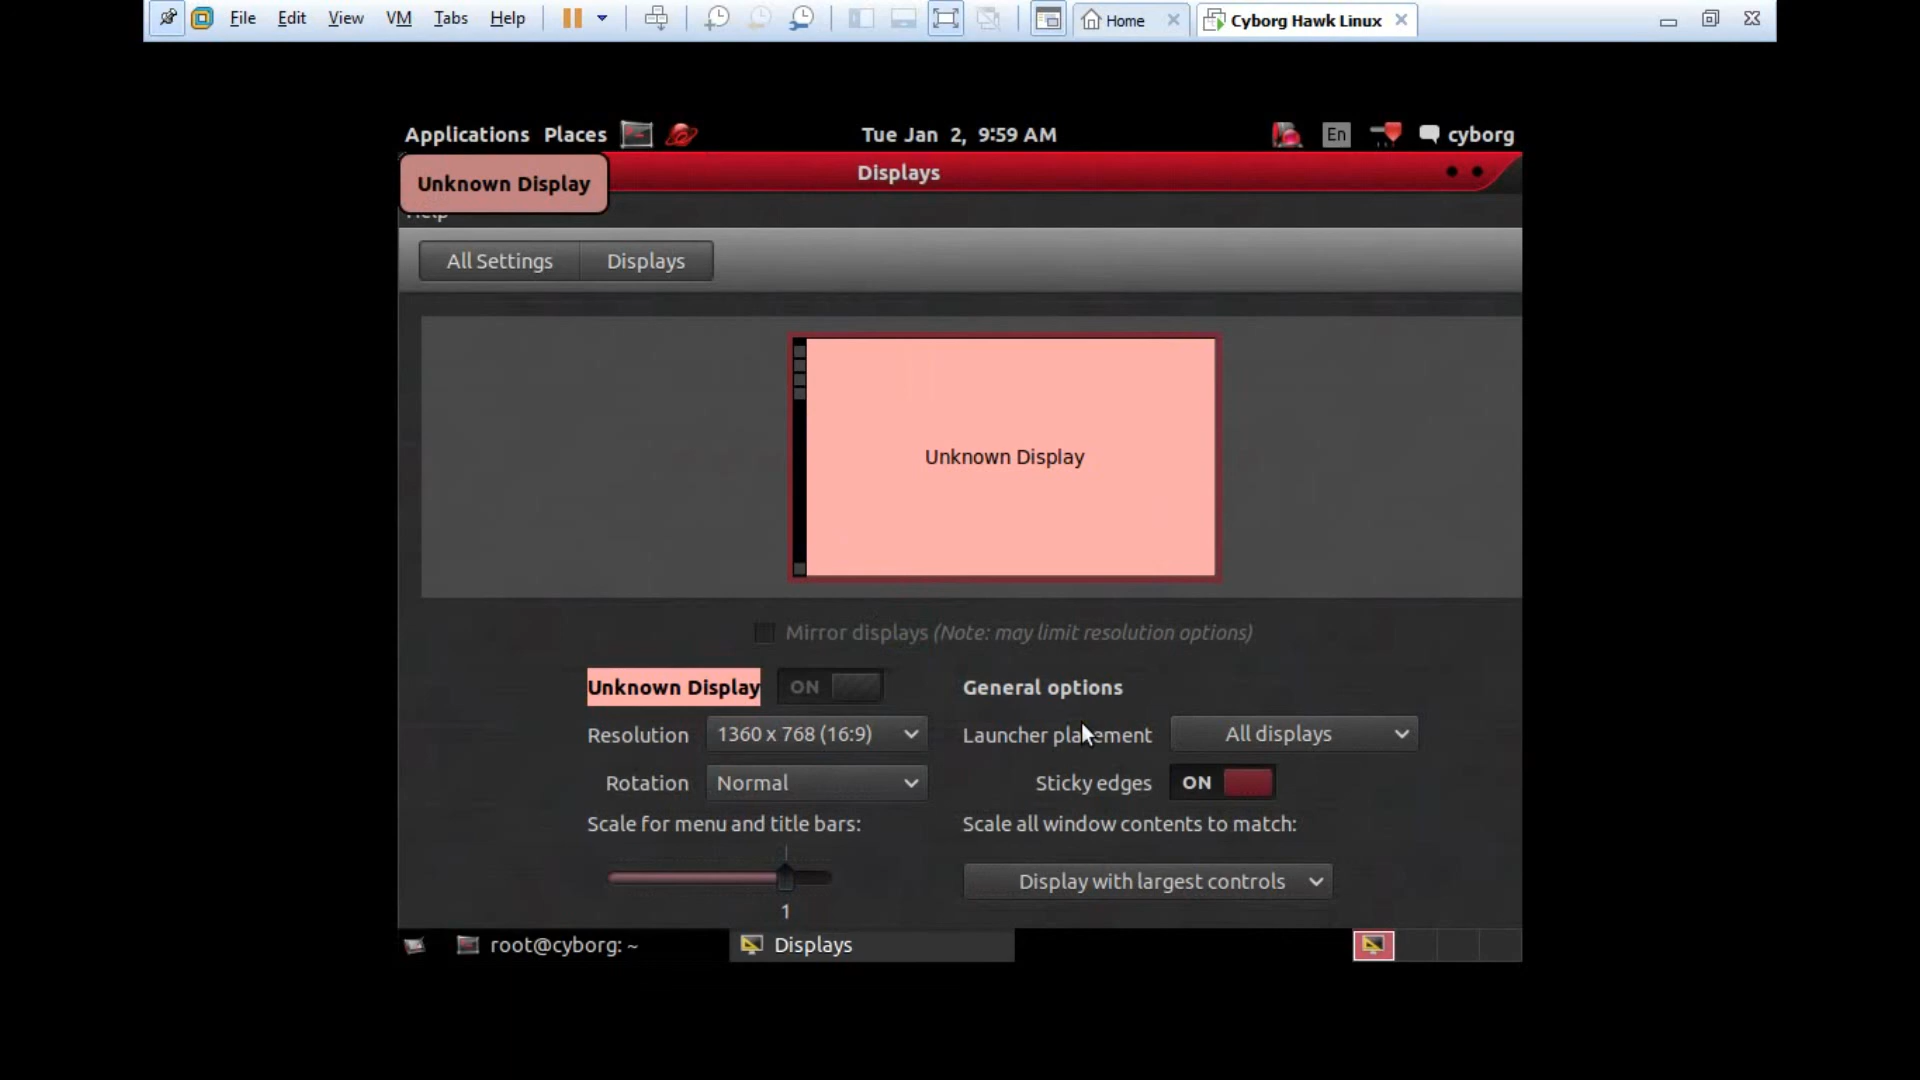 File Edit View VM Tabs Help Home Cyborg Hawk Linux
Applications Places Tue Jan 2, 9:59 AM En cyborg
Unknown Display Displays
Help
All Settings Displays
Unknown Display
Mirror displays (Note: may limit resolution options)
Unknown Display ON General options
Resolution 1360 x 768 (16:9) Launcher placement All displays
Rotation Normal Sticky edges ON
Scale for menu and title bars: Scale all window contents to match:
Display with largest controls
1
root@cyborg: ~ Displays